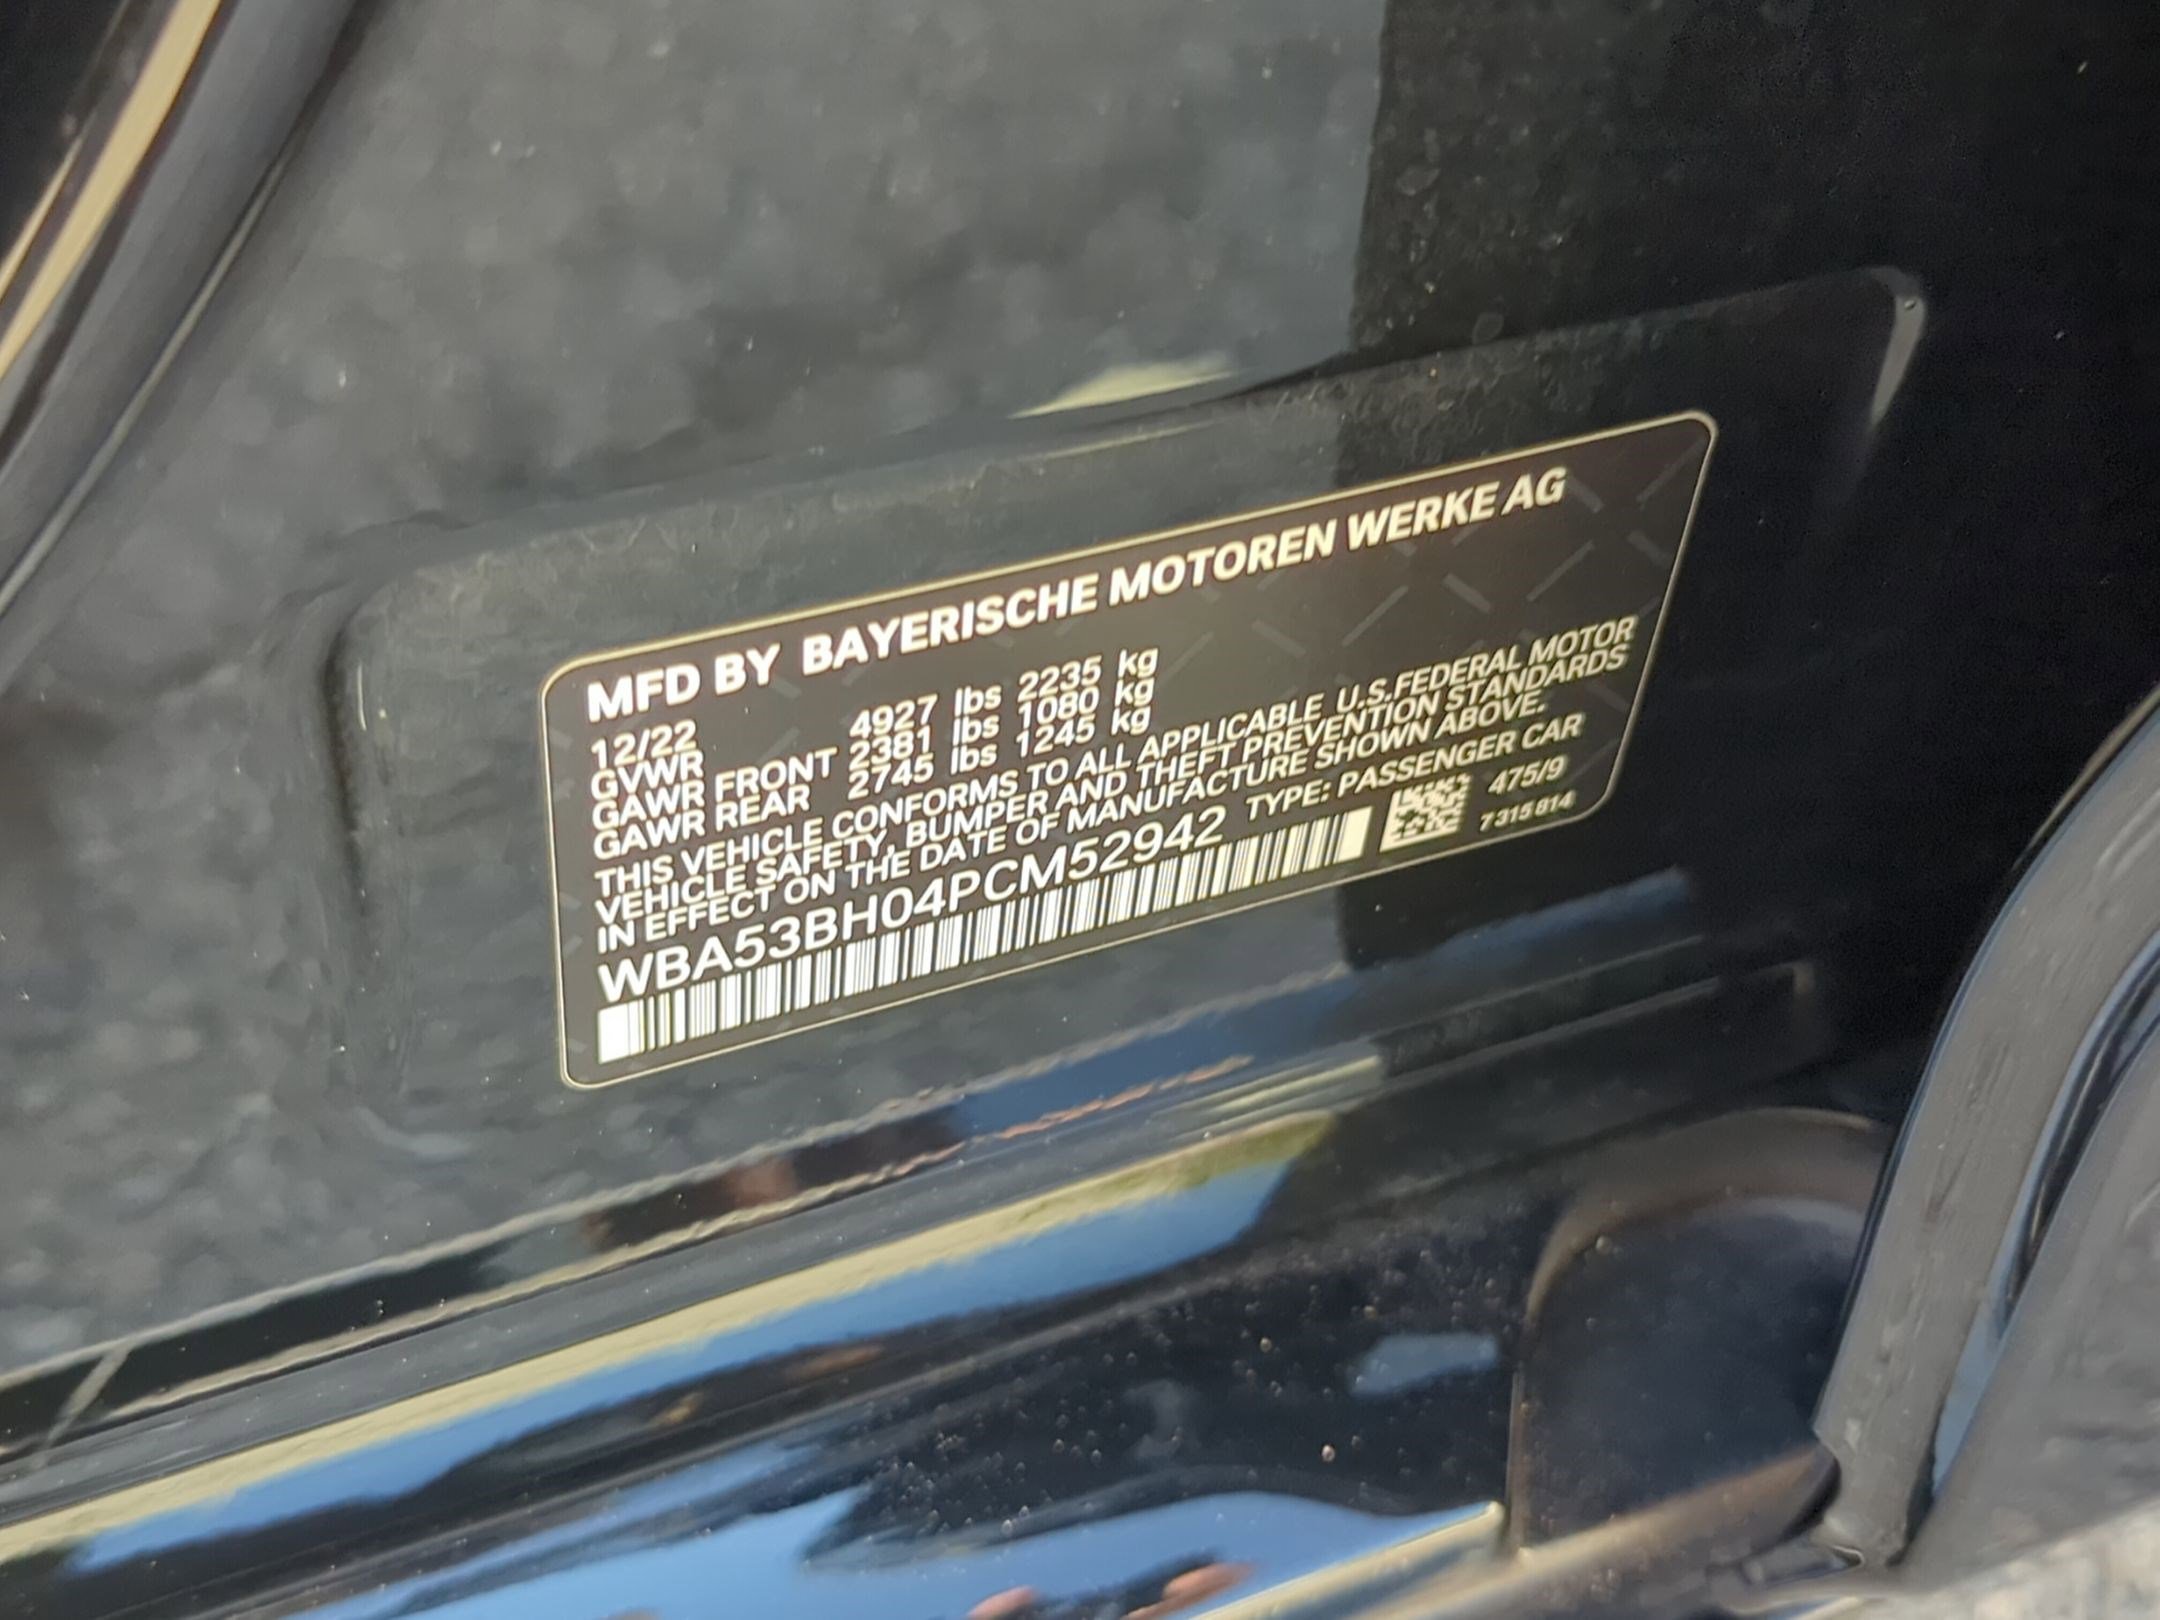 MFD BY BAYERISCHE MOTOREN WERKE AG
12/22
GVWR 4927 lbs 2235 kg
GAWR FRONT 2381 lbs 1080 kg
GAWR REAR 2745 lbs 1245 kg
THIS VEHICLE CONFORMS TO ALL APPLICABLE U.S.FEDERAL MOTOR
VEHICLE SAFETY, BUMPER AND THEFT PREVENTION STANDARDS
IN EFFECT ON THE DATE OF MANUFACTURE SHOWN ABOVE.
WBA53BH04PCM52942 TYPE: PASSENGER CAR
475/9
7315814